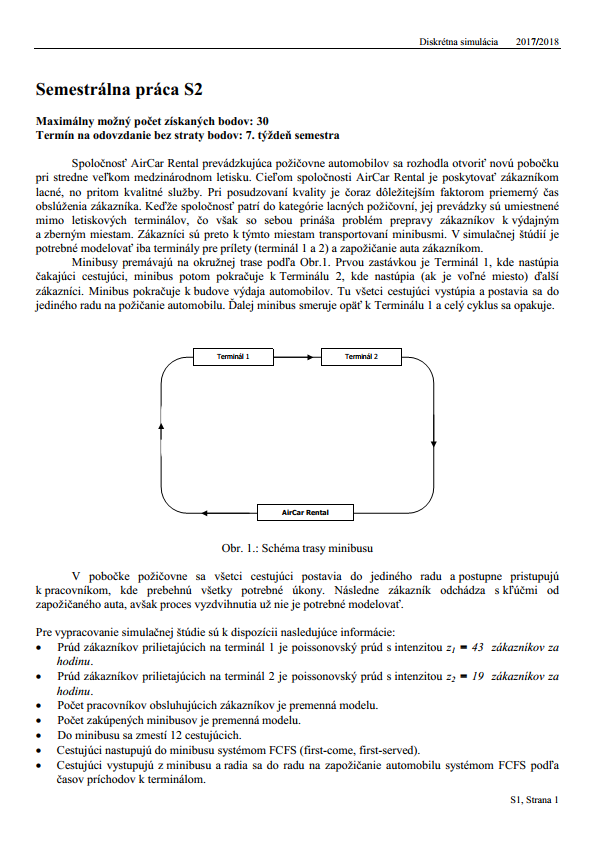 Diskrétna simulácia 2017/2018
Semestrálna práca S2
Maximálny možný počet získaných bodov: 30
Termín na odovzdanie bez straty bodov: 7. týždeň semestra
Spoločnosť AirCar Rental prevádzkujúca požičovne automobilov sa rozhodla otvoriť novú pobočku
pri stredne veľkom medzinárodnom letisku. Cieľom spoločnosti AirCar Rental je poskytovať zákazníkom
lacné, no pritom kvalitné služby. Pri posudzovaní kvality je čoraz dôležitejším faktorom priemerný čas
obslúženia zákazníka. Keďže spoločnosť patrí do kategórie lacných požičovní, jej prevádzky sú umiestnené
mimo letiskových terminálov, čo však so sebou prináša problém prepravy zákazníkov k výdajným
a zberným miestam. Zákazníci sú preto k týmto miestam transportovaní minibusmi. V simulačnej štúdií je
potrebné modelovať iba terminály pre prílety (terminál 1 a 2) a zapožičanie auta zákazníkom.
Minibusy premávajú na okružnej trase podľa Obr.1. Prvou zastávkou je Terminál 1, kde nastúpia
čakajúci cestujúci, minibus potom pokračuje k Terminálu 2, kde nastúpia (ak je voľné miesto) ďalší
zákazníci. Minibus pokračuje k budove výdaja automobilov. Tu všetci cestujúci vystúpia a postavia sa do
jediného radu na požičanie automobilu. Ďalej minibus smeruje opäť k Terminálu 1 a celý cyklus sa opakuje.
Terminál 1 Terminál 2
AirCar Rental
Obr. 1.: Schéma trasy minibusu
V pobočke požičovne sa všetci cestujúci postavia do jediného radu a postupne pristupujú
k pracovníkom, kde prebehnú všetky potrebné úkony. Následne zákazník odchádza s kľúčmi od
zapožičaného auta, avšak proces vyzdvihnutia už nie je potrebné modelovať.
Pre vypracovanie simulačnej štúdie sú k dispozícii nasledujúce informácie:
• Prúd zákazníkov prilietajúcich na terminál 1 je poissonovský prúd s intenzitou z1 = 43 zákazníkov za
hodinu.
• Prúd zákazníkov prilietajúcich na terminál 2 je poissonovský prúd s intenzitou z2 = 19 zákazníkov za
hodinu.
• Počet pracovníkov obsluhujúcich zákazníkov je premenná modelu.
• Počet zakúpených minibusov je premenná modelu.
• Do minibusu sa zmestí 12 cestujúcich.
• Cestujúci nastupujú do minibusu systémom FCFS (first-come, first-served).
• Cestujúci vystupujú z minibusu a radia sa do radu na zapožičanie automobilu systémom FCFS podľa
časov príchodov k terminálom.
S1, Strana 1